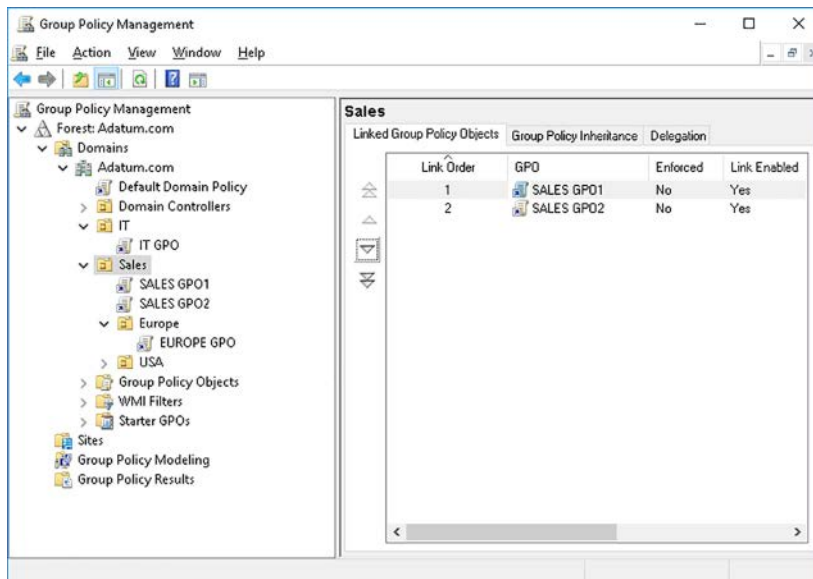 Group Policy Management
File Action View Window Help
Group Policy Management
Forest: Adatum.com
Domains
Adatum.com
Default Domain Policy
Domain Controllers
IT
IT GPO
Sales
SALES GPO1
SALES GPO2
Europe
EUROPE GPO
USA
Group Policy Objects
WMI Filters
Starter GPOs
Sites
Group Policy Modeling
Group Policy Results
Sales
Linked Group Policy Objects Group Policy Inheritance Delegation
Link Order GPO Enforced Link Enabled
1 SALES GPO1 No Yes
2 SALES GPO2 No Yes